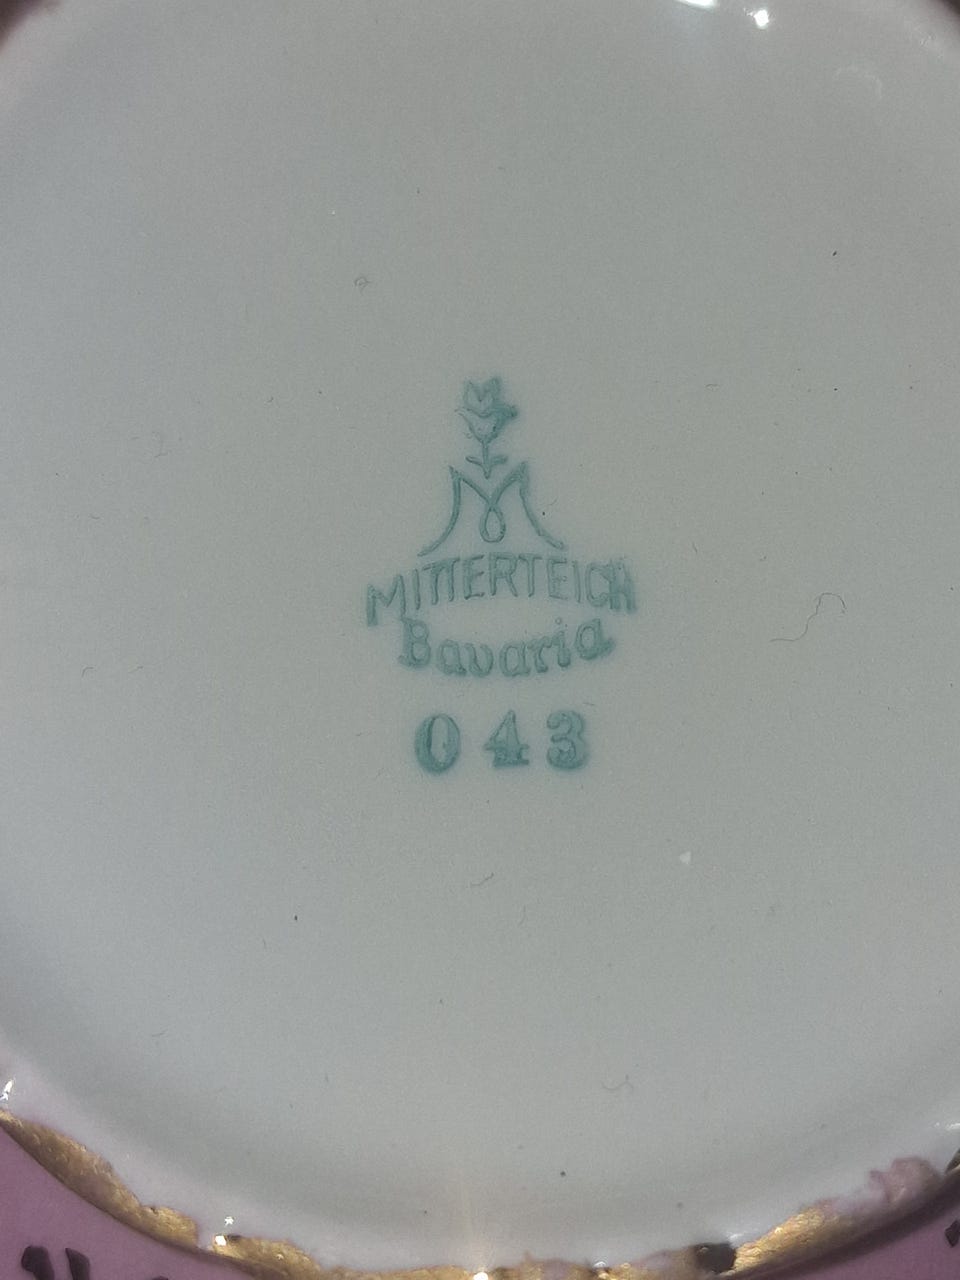 M
MITTERTEICH
Bavaria
043